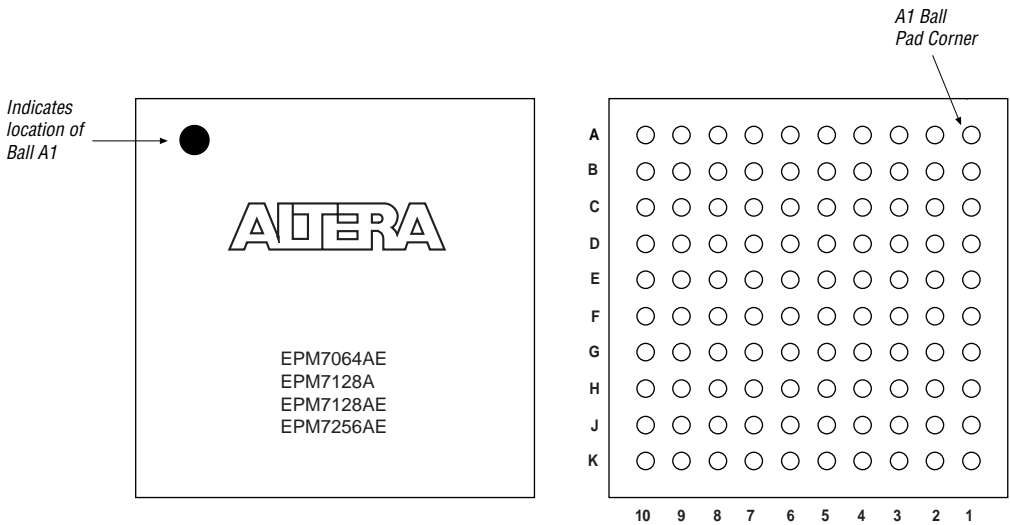 A1 Ball
Pad Corner
Indicates
location of
Ball A1
ALTERA
EPM7064AE
EPM7128A
EPM7128AE
EPM7256AE
A
B
C
D
E
F
G
H
J
K
10 9 8 7 6 5 4 3 2 1